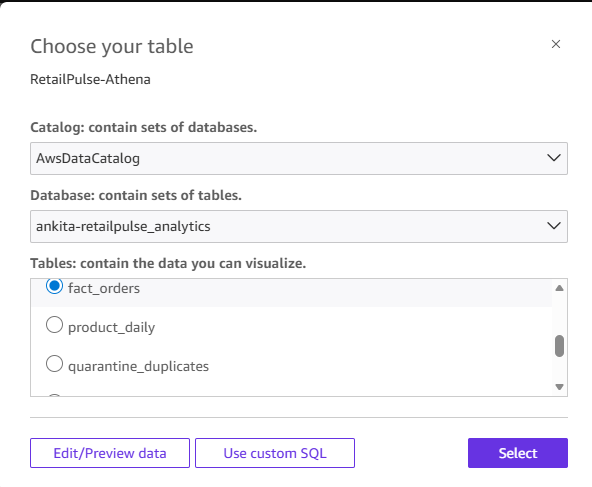 Choose your table
RetailPulse-Athena
Catalog: contain sets of databases.
AwsDataCatalog
Database: contain sets of tables.
ankita-retailpulse_analytics
Tables: contain the data you can visualize.
fact_orders
product_daily
quarantine_duplicates
Edit/Preview data
Use custom SQL
Select